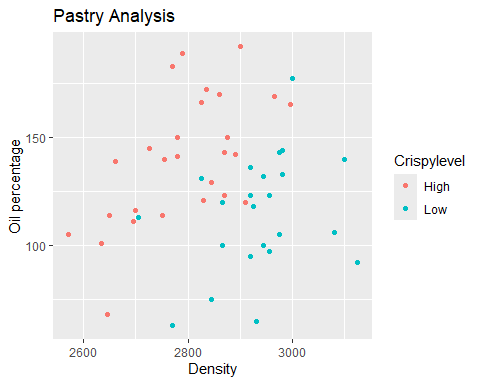 Pastry Analysis
Oil percentage
150
100
2600 2800 3000
Density
Crispylevel
High
Low